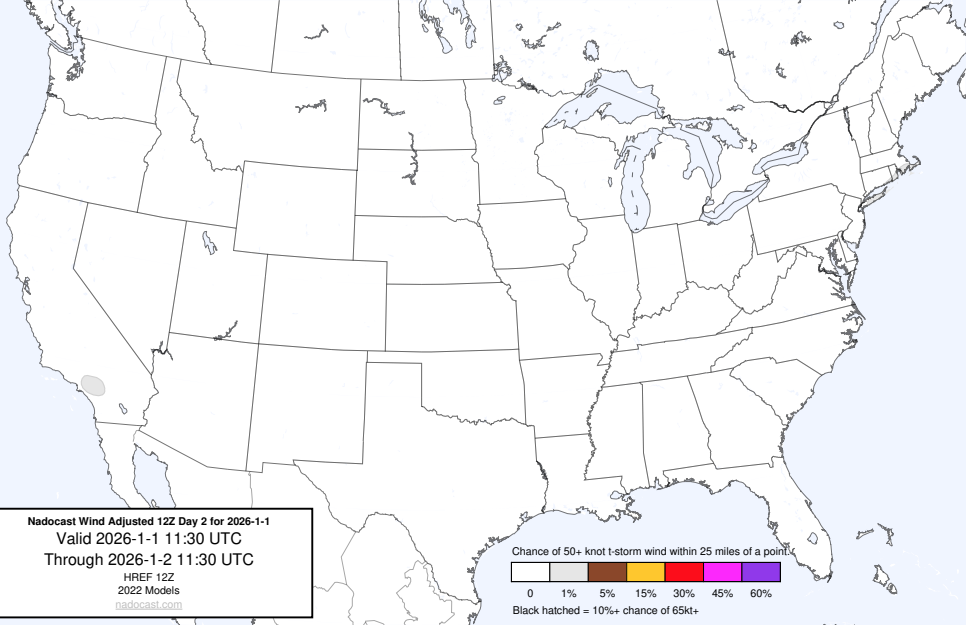 Nadocast Wind Adjusted 12Z Day 2 for 2026-1-1
Valid 2026-1-1 11:30 UTC
Through 2026-1-2 11:30 UTC
HREF 12Z
2022 Models
nadocast.com
Chance of 50+ knot t-storm wind within 25 miles of a point.
0 1% 5% 15% 30% 45% 60%
Black hatched = 10%+ chance of 65kt+